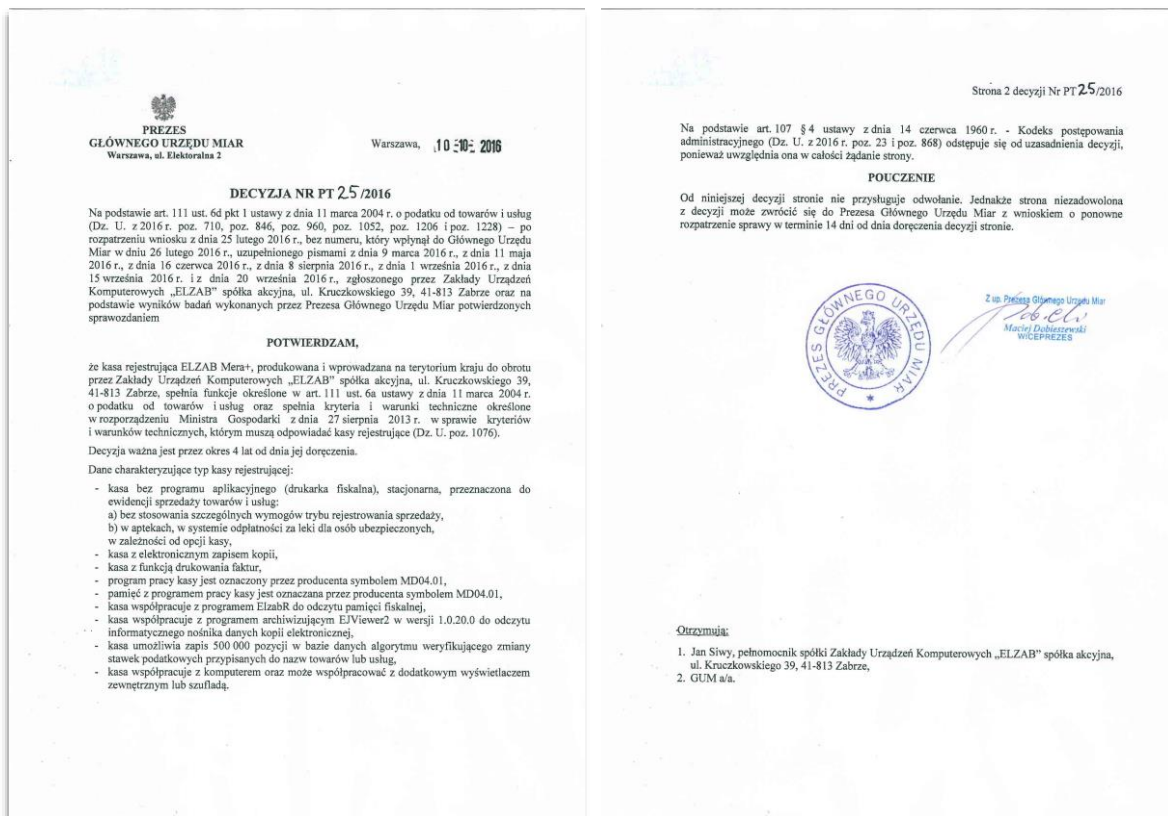 PREZES
GŁÓWNEGO URZĘDU MIAR
Warszawa, ul. Elektoralna 2
Warszawa, 10 -10- 2016
DECYZJA NR PT 25/2016
Na podstawie art. 111 ust. 6d pkt 1 ustawy z dnia 11 marca 2004 r. o podatku od towarów i usług
(Dz. U. z 2016 r. poz. 710, poz. 846, poz. 960, poz. 1052, poz. 1206 i poz. 1228) – po
rozpatrzeniu wniosku z dnia 25 lutego 2016 r., bez numeru, który wpłynął do Głównego Urzędu
Miar w dniu 26 lutego 2016 r., uzupełnionego pismami z dnia 9 marca 2016 r., z dnia 11 maja
2016 r., z dnia 16 czerwca 2016 r., z dnia 8 sierpnia 2016 r., z dnia 1 września 2016 r., z dnia
15 września 2016 r. i z dnia 20 września 2016 r., zgłoszonego przez Zakłady Urządzeń
Komputerowych „ELZAB” spółka akcyjna, ul. Kruczkowskiego 39, 41-813 Zabrze oraz na
podstawie wyników badań wykonanych przez Prezesa Głównego Urzędu Miar potwierdzonych
sprawozdaniem
POTWIERDZAM,
że kasa rejestrująca ELZAB Mera+, produkowana i wprowadzana na terytorium kraju do obrotu
przez Zakłady Urządzeń Komputerowych „ELZAB” spółka akcyjna, ul. Kruczkowskiego 39,
41-813 Zabrze, spełnia funkcje określone w art. 111 ust. 6a ustawy z dnia 11 marca 2004 r.
o podatku od towarów i usług oraz spełnia kryteria i warunki techniczne określone
w rozporządzeniu Ministra Gospodarki z dnia 27 sierpnia 2013 r. w sprawie kryteriów
i warunków technicznych, którym muszą odpowiadać kasy rejestrujące (Dz. U. poz. 1076).
Decyzja ważna jest przez okres 4 lat od dnia jej doręczenia.
Dane charakteryzujące typ kasy rejestrującej:
- kasa bez programu aplikacyjnego (drukarka fiskalna), stacjonarna, przeznaczona do
ewidencji sprzedaży towarów i usług:
a) bez stosowania szczególnych wymogów trybu rejestrowania sprzedaży,
b) w aptekach, w systemie odpłatności za leki dla osób ubezpieczonych,
w zależności od opcji kasy,
- kasa z elektronicznym zapisem kopii,
- kasa z funkcją drukowania faktur,
- program pracy kasy jest oznaczony przez producenta symbolem MD04.01,
- pamięć z programem pracy kasy jest oznaczana przez producenta symbolem MD04.01,
- kasa współpracuje z programem ElzabR do odczytu pamięci fiskalnej,
- kasa współpracuje z programem archiwizującym EJViewer2 w wersji 1.0.20.0 do odczytu
informatycznego nośnika danych kopii elektronicznej,
- kasa umożliwia zapis 500 000 pozycji w bazie danych algorytmu weryfikującego zmiany
stawek podatkowych przypisanych do nazw towarów lub usług,
- kasa współpracuje z komputerem oraz może współpracować z dodatkowym wyświetlaczem
zewnętrznym lub szufladą.
Strona 2 decyzji Nr PT 25/2016
Na podstawie art. 107 § 4 ustawy z dnia 14 czerwca 1960 r. - Kodeks postępowania
administracyjnego (Dz. U. z 2016 r. poz. 23 i poz. 868) odstępuje się od uzasadnienia decyzji,
ponieważ uwzględnia ona w całości żądanie strony.
POUCZENIE
Od niniejszej decyzji stronie nie przysługuje odwołanie. Jednakże strona niezadowolona
z decyzji może zwrócić się do Prezesa Głównego Urzędu Miar z wnioskiem o ponowne
rozpatrzenie sprawy w terminie 14 dni od dnia doręczenia decyzji stronie.
PREZES GŁÓWNEGO URZĘDU MIAR
Z up. Prezesa Głównego Urzędu Miar
Maciej Dobieszewski
WICEPREZES
Otrzymują:
1. Jan Siwy, pełnomocnik spółki Zakłady Urządzeń Komputerowych „ELZAB” spółka akcyjna,
ul. Kruczkowskiego 39, 41-813 Zabrze,
2. GUM a/a.